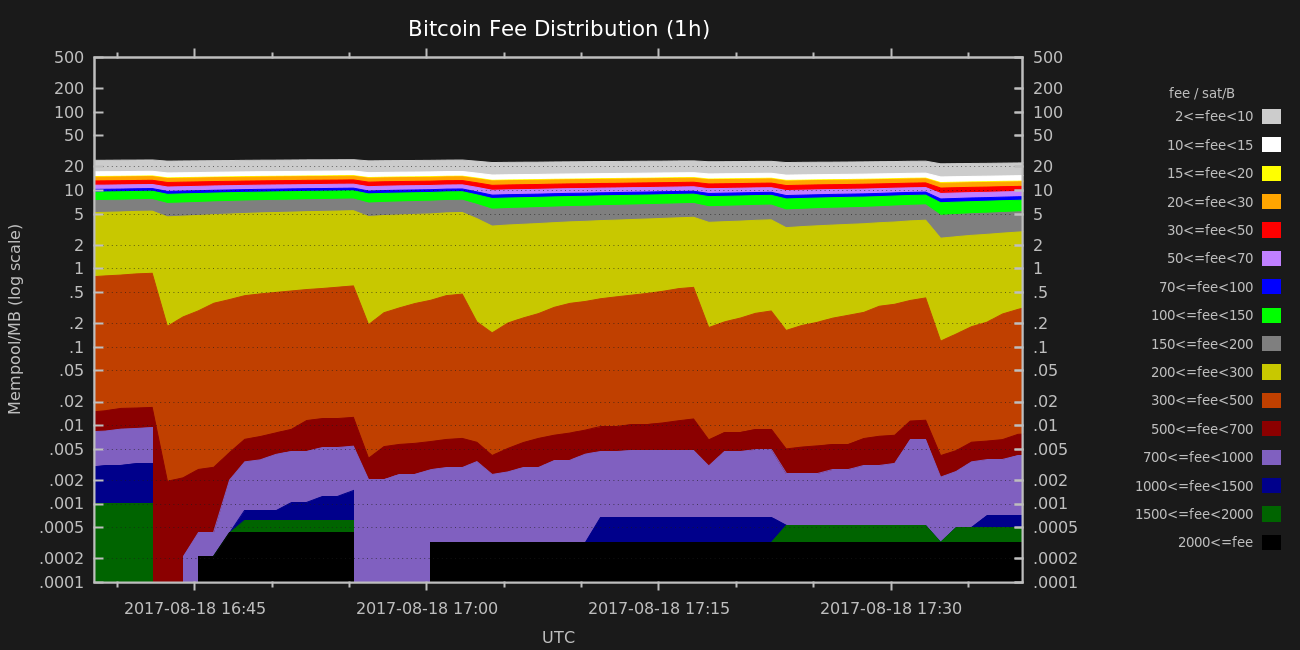 Bitcoin Fee Distribution (1h)
500 500
200 200
100 100
50 50
20 20
10 10
5 5
2 2
1 1
.5 .5
.2 .2
.1 .1
.05 .05
.02 .02
.01 .01
.005 .005
.002 .002
.001 .001
.0005 .0005
.0002 .0002
.0001 .0001
Mempool/MB (log scale)
2017-08-18 16:45 2017-08-18 17:00 2017-08-18 17:15 2017-08-18 17:30
UTC
fee / sat/B
2<=fee<10
10<=fee<15
15<=fee<20
20<=fee<30
30<=fee<50
50<=fee<70
70<=fee<100
100<=fee<150
150<=fee<200
200<=fee<300
300<=fee<500
500<=fee<700
700<=fee<1000
1000<=fee<1500
1500<=fee<2000
2000<=fee